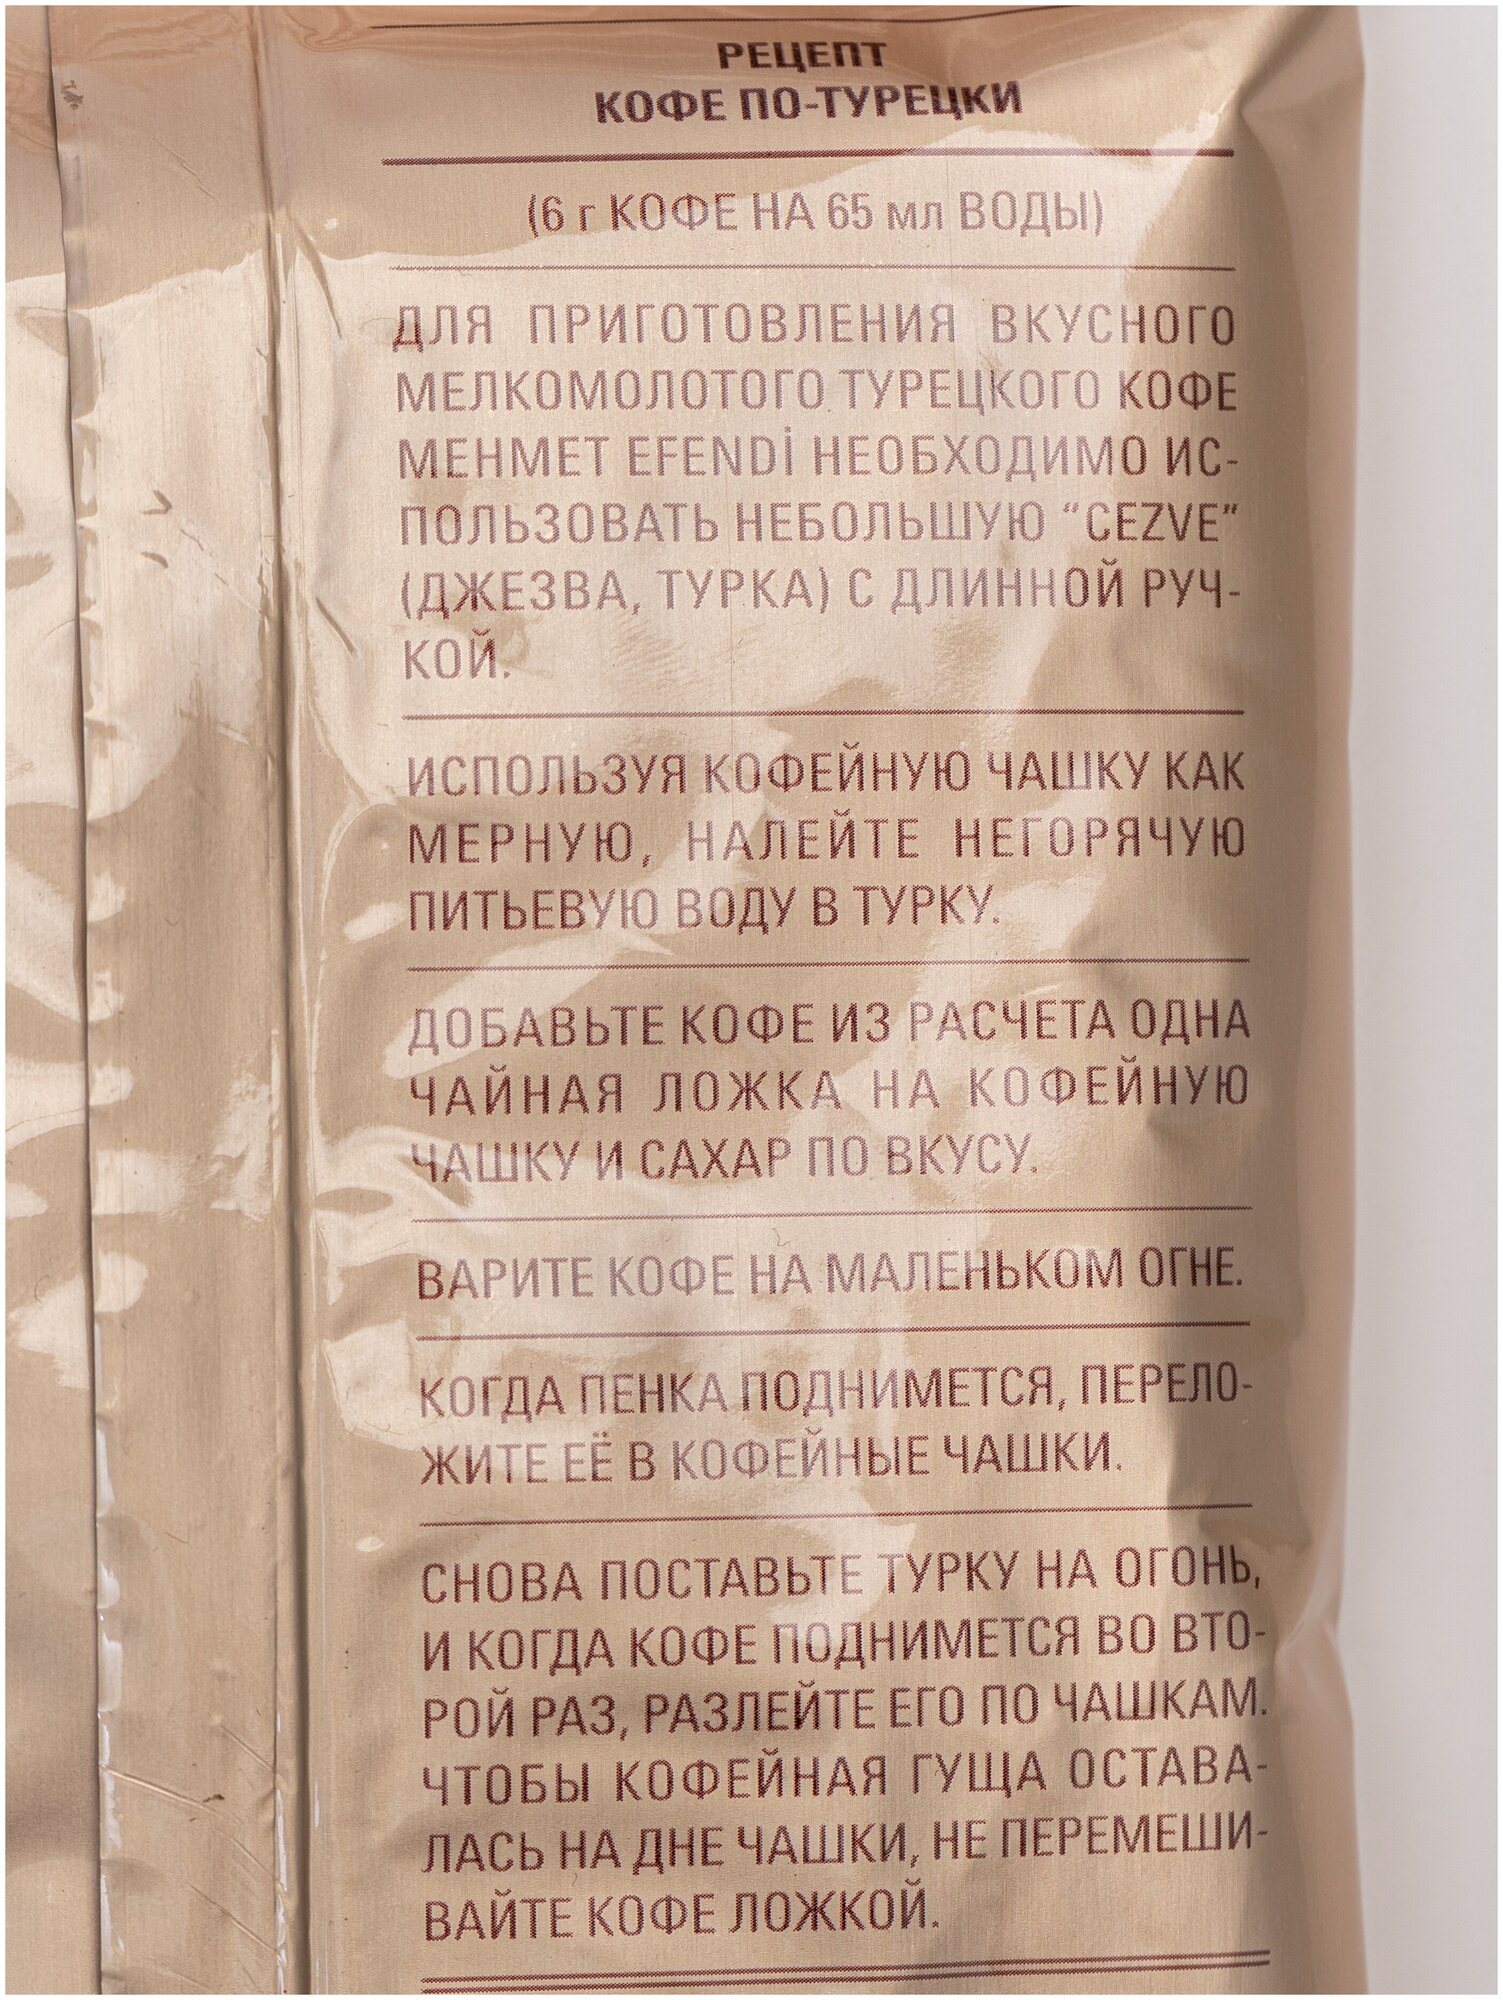 РЕЦЕПТ
КОФЕ ПО-ТУРЕЦКИ
(6 г КОФЕ НА 65 мл ВОДЫ)
ДЛЯ ПРИГОТОВЛЕНИЯ ВКУСНОГО
МЕЛКОМОЛОТОГО ТУРЕЦКОГО КОФЕ
MEHMET EFENDİ НЕОБХОДИМО ИС-
ПОЛЬЗОВАТЬ НЕБОЛЬШУЮ “CEZVE”
(ДЖЕЗВА, ТУРКА) С ДЛИННОЙ РУЧ-
КОЙ.
ИСПОЛЬЗУЯ КОФЕЙНУЮ ЧАШКУ КАК
МЕРНУЮ, НАЛЕЙТЕ НЕГОРЯЧУЮ
ПИТЬЕВУЮ ВОДУ В ТУРКУ.
ДОБАВЬТЕ КОФЕ ИЗ РАСЧЕТА ОДНА
ЧАЙНАЯ ЛОЖКА НА КОФЕЙНУЮ
ЧАШКУ И САХАР ПО ВКУСУ.
ВАРИТЕ КОФЕ НА МАЛЕНЬКОМ ОГНЕ.
КОГДА ПЕНКА ПОДНИМЕТСЯ, ПЕРЕЛО-
ЖИТЕ ЕЁ В КОФЕЙНЫЕ ЧАШКИ.
СНОВА ПОСТАВЬТЕ ТУРКУ НА ОГОНЬ,
И КОГДА КОФЕ ПОДНИМЕТСЯ ВО ВТО-
РОЙ РАЗ, РАЗЛЕЙТЕ ЕГО ПО ЧАШКАМ.
ЧТОБЫ КОФЕЙНАЯ ГУЩА ОСТАВА-
ЛАСЬ НА ДНЕ ЧАШКИ, НЕ ПЕРЕМЕШИ-
ВАЙТЕ КОФЕ ЛОЖКОЙ.